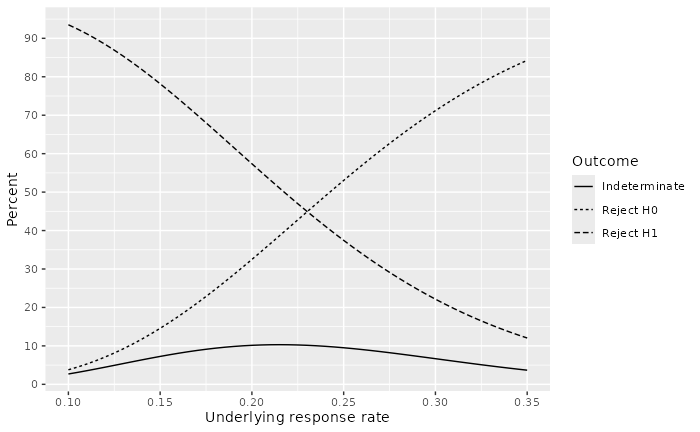 90
80
70
60
50
40
30
20
10
0
Percent
0.10
0.15
0.20
0.25
0.30
0.35
Underlying response rate
Outcome
Indeterminate
Reject H0
Reject H1